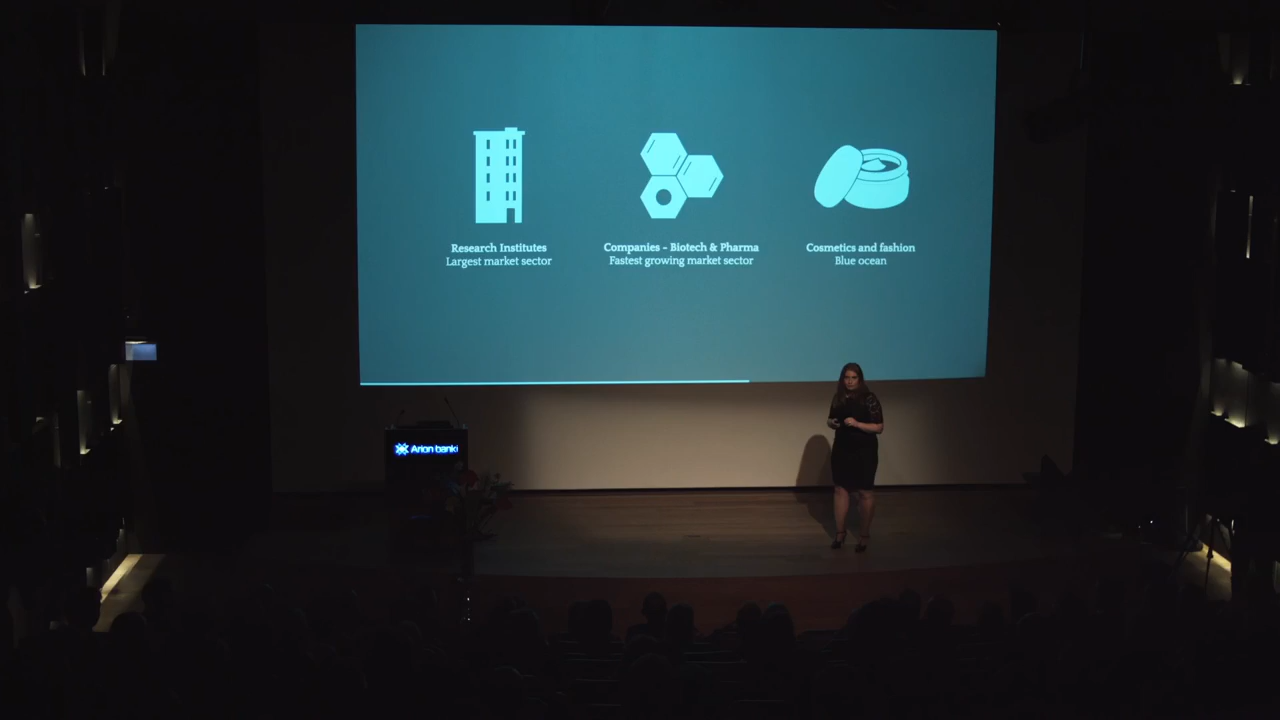 Research Institutes
Largest market sector
Companies - Biotech & Pharma
Fastest growing market sector
Cosmetics and fashion
Blue ocean
Arion banki